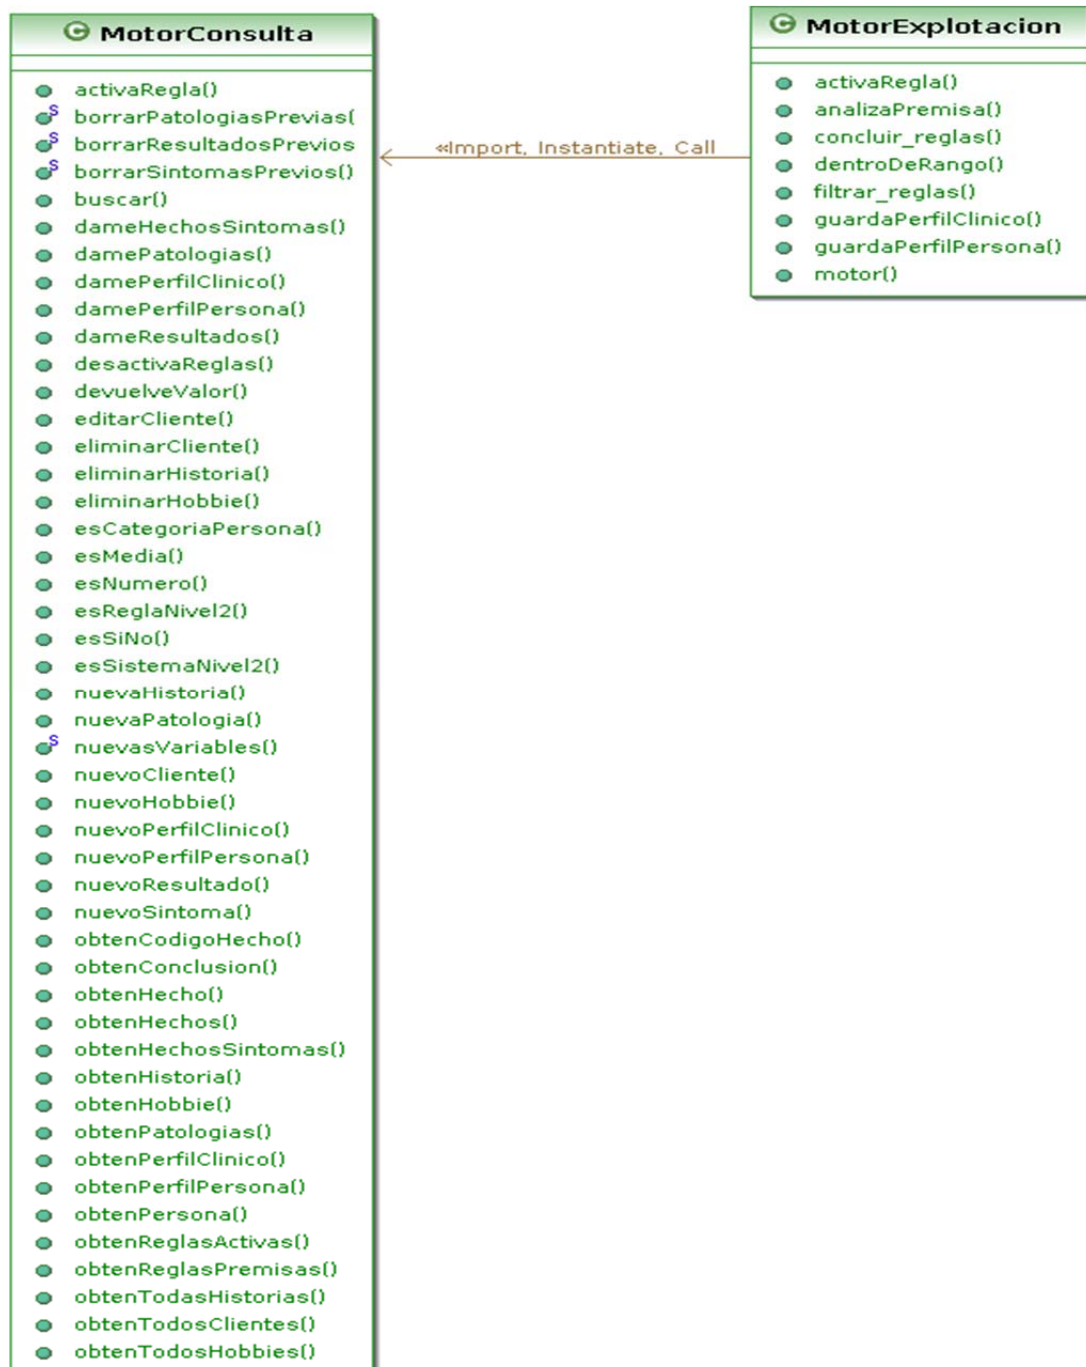 MotorConsulta
activaRegla()
borrarPatologiasPrevias(
borrarResultadosPrevios
borrarSintomasPrevios()
buscar()
dameHechosSintomas()
damePatologias()
damePerfilClinico()
damePerfilPersona()
dameResultados()
desactivaReglas()
devuelveValor()
editarCliente()
eliminarCliente()
eliminarHistoria()
eliminarHobbie()
esCategoriaPersona()
esMedia()
esNumero()
esReglaNivel2()
esSiNo()
esSistemaNivel2()
nuevaHistoria()
nuevaPatologia()
nuevasVariables()
nuevoCliente()
nuevoHobbie()
nuevoPerfilClinico()
nuevoPerfilPersona()
nuevoResultado()
nuevoSintoma()
obtenCodigoHecho()
obtenConclusion()
obtenHecho()
obtenHechos()
obtenHechosSintomas()
obtenHistoria()
obtenHobbie()
obtenPatologias()
obtenPerfilClinico()
obtenPerfilPersona()
obtenPersona()
obtenReglasActivas()
obtenReglasPremisas()
obtenTodasHistorias()
obtenTodosClientes()
obtenTodosHobbies()
«Import, Instantiate, Call
MotorExplotacion
activaRegla()
analizaPremisa()
concluir_reglas()
dentroDeRango()
filtrar_reglas()
guardaPerfilClinico()
guardaPerfilPersona()
motor()